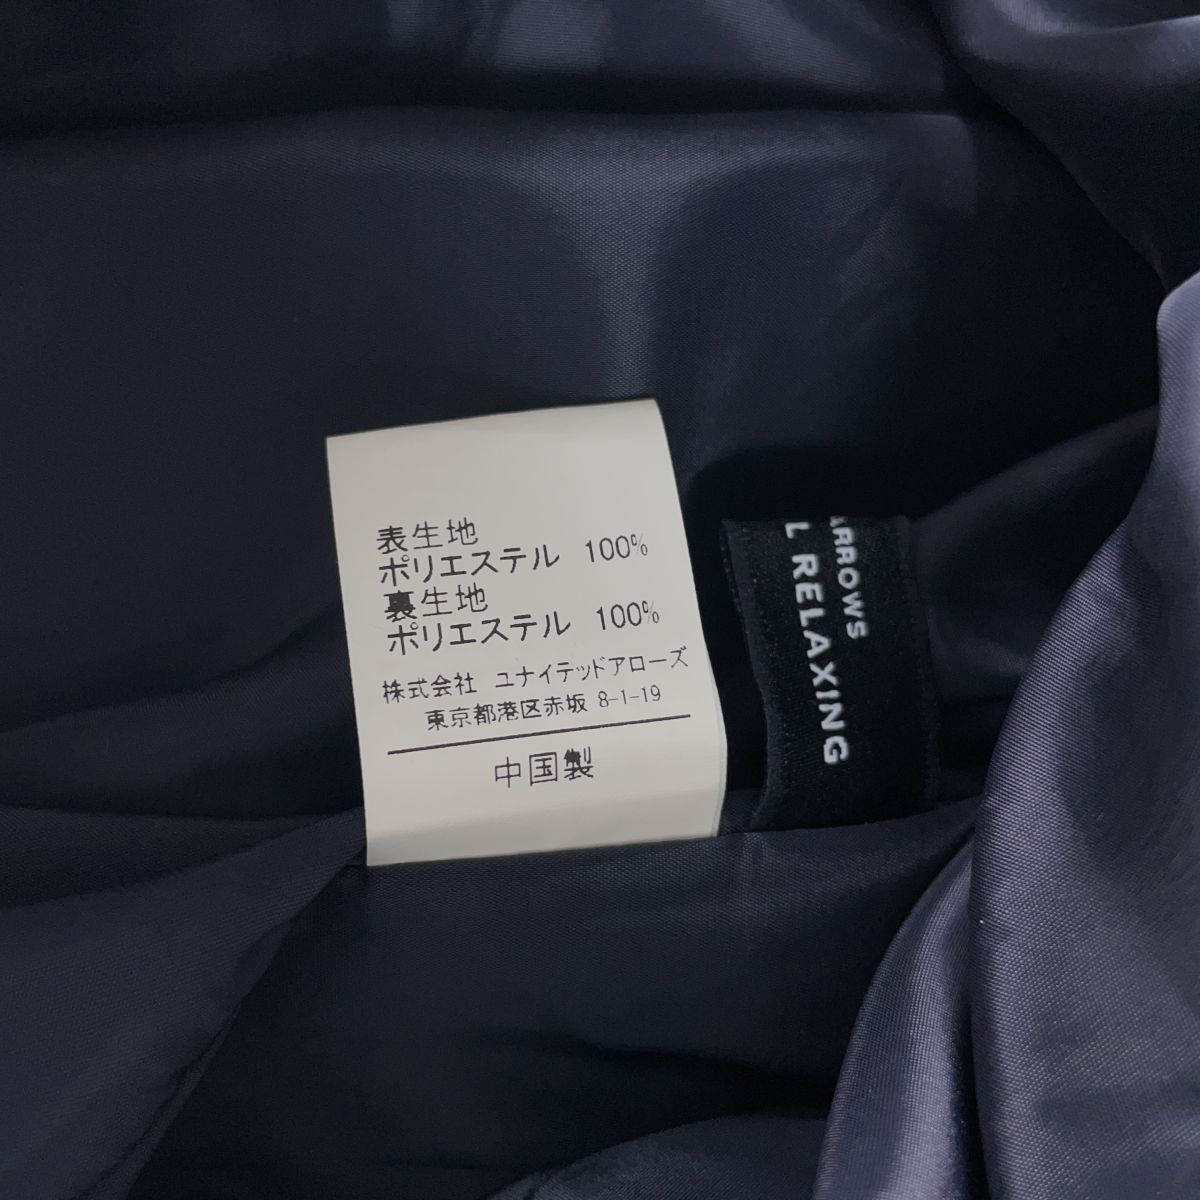 表生地
ポリエステル 100%
裏生地
ポリエステル 100%
株式会社 ユナイテッドアローズ
東京都港区赤坂 8-1-19
中国製
ARROWS
L RELAXING